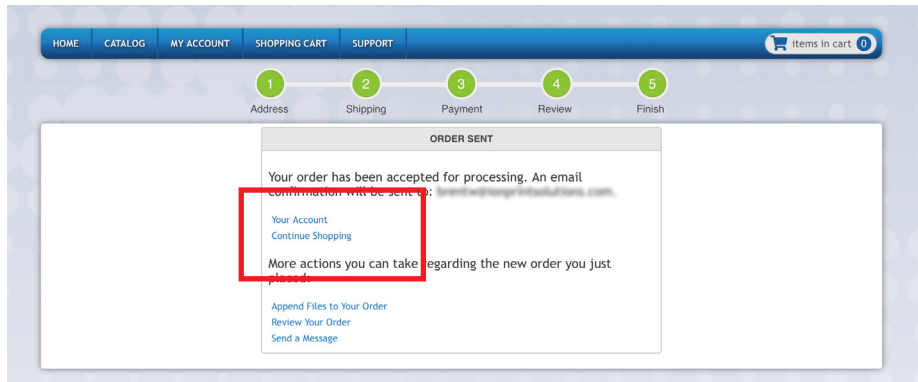 HOME CATALOG MY ACCOUNT SHOPPING CART SUPPORT items in cart 0
1 2 3 4 5
Address Shipping Payment Review Finish
ORDER SENT
Your order has been accepted for processing. An email
confirmation will be sent to:
Your Account
Continue Shopping
More actions you can take regarding the new order you just
placed:
Append Files to Your Order
Review Your Order
Send a Message